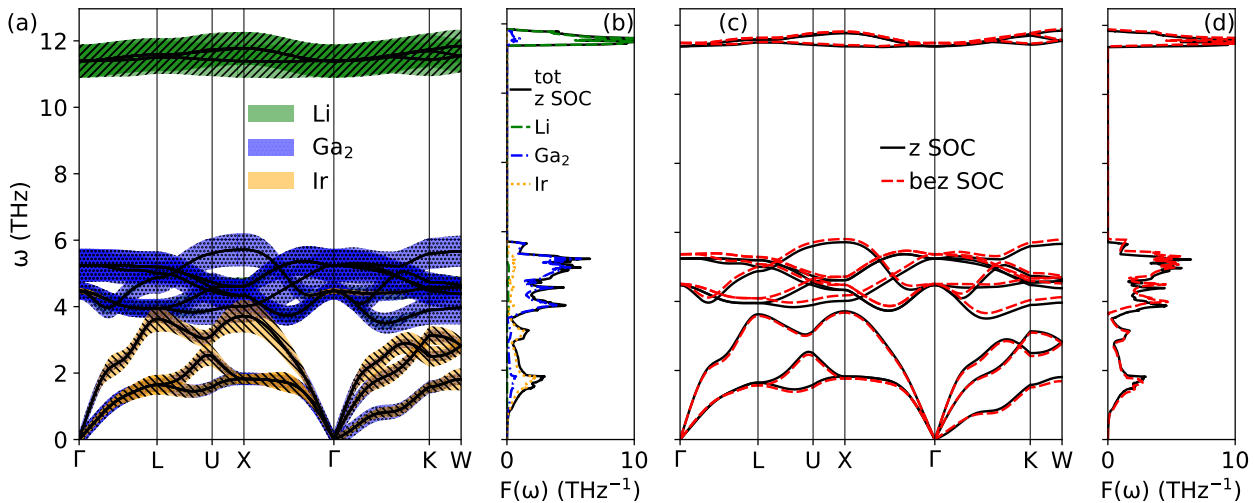 (a)
ω (THz)
12
10
8
6
4
2
0
Li
Ga₂
Ir
Γ L U X Γ K W
(b)
tot
z SOC
Li
Ga₂
Ir
0 10
F(ω) (THz⁻¹)
(c)
z SOC
bez SOC
Γ L U X Γ K W
(d)
0 10
F(ω) (THz⁻¹)